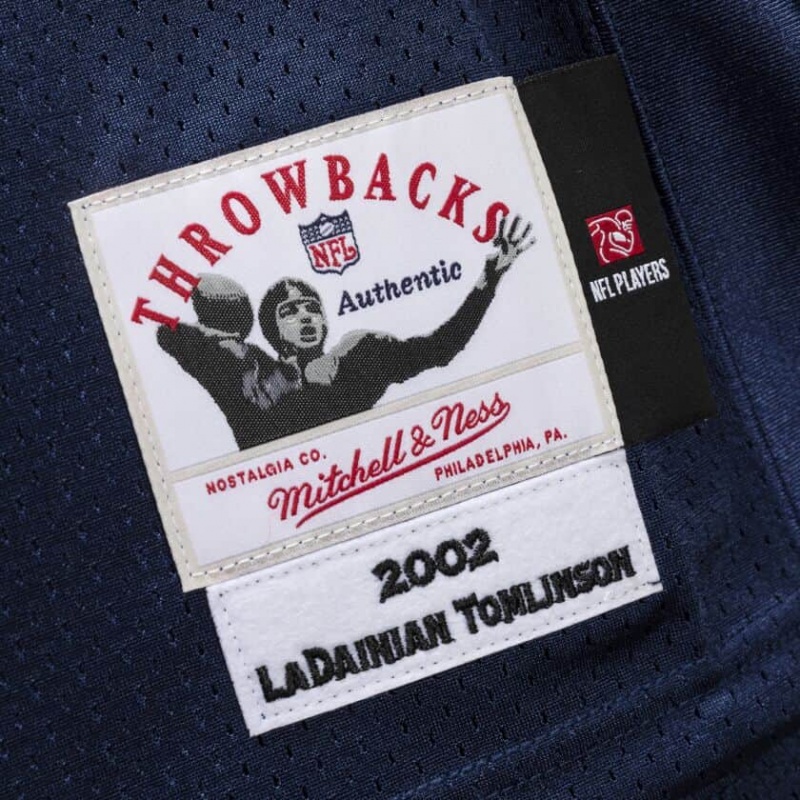 THROWBACKS
NFL
Authentic
NFL PLAYERS
NOSTALGIA CO.
Mitchell & Ness
PHILADELPHIA, PA.
2002
LADAINIAN TOMLINSON